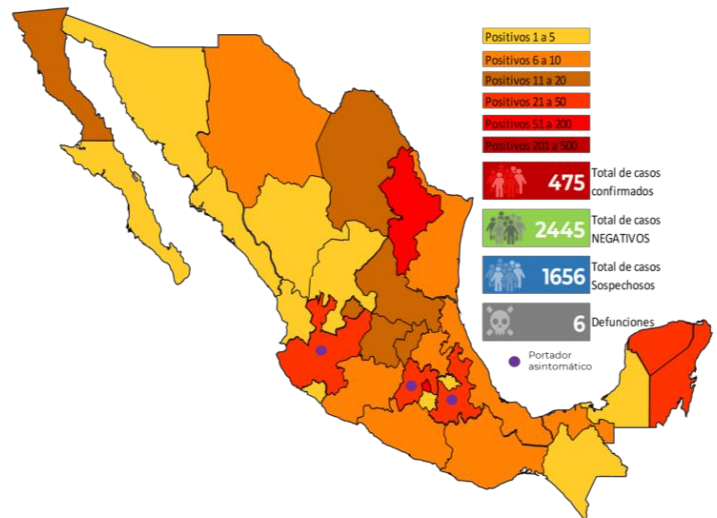 Positivos 1 a 5
Positivos 6 a 10
Positivos 11 a 20
Positivos 21 a 50
Positivos 51 a 200
Positivos 201 a 500
475
Total de casos
confirmados
2445
Total de casos
NEGATIVOS
1656
Total de casos
Sospechosos
6
Defunciones
Portador
asintomático